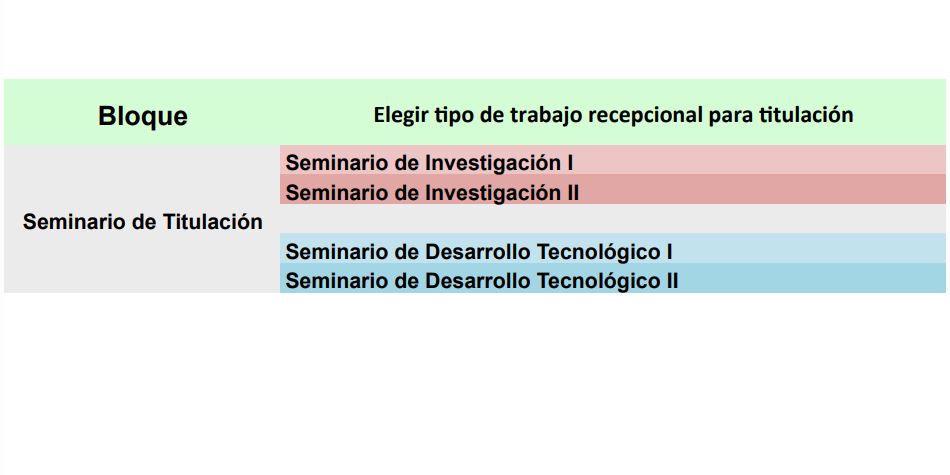 Bloque
Elegir tipo de trabajo recepcional para titulación
Seminario de Titulación
Seminario de Investigación I
Seminario de Investigación II
Seminario de Desarrollo Tecnológico I
Seminario de Desarrollo Tecnológico II